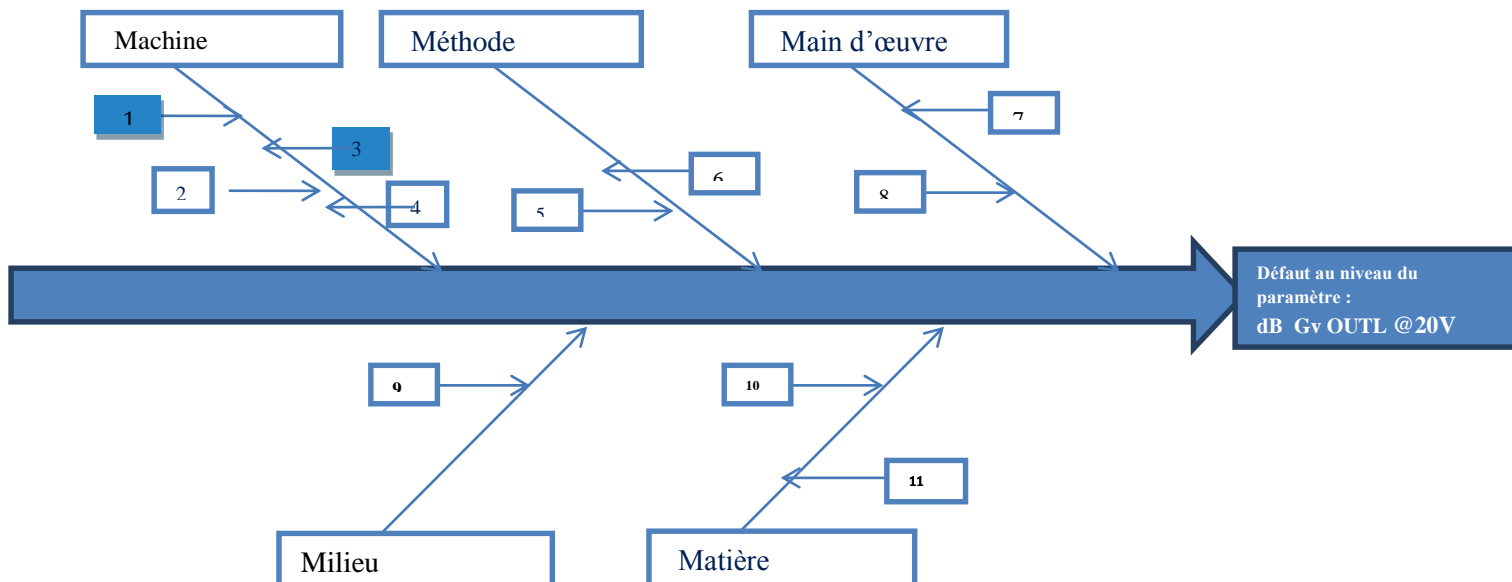 Machine
Méthode
Main d’œuvre
1
3
2
4
6
5
7
8
Défaut au niveau du
paramètre :
dB Gv OUTL @20V
9
10
11
Milieu
Matière